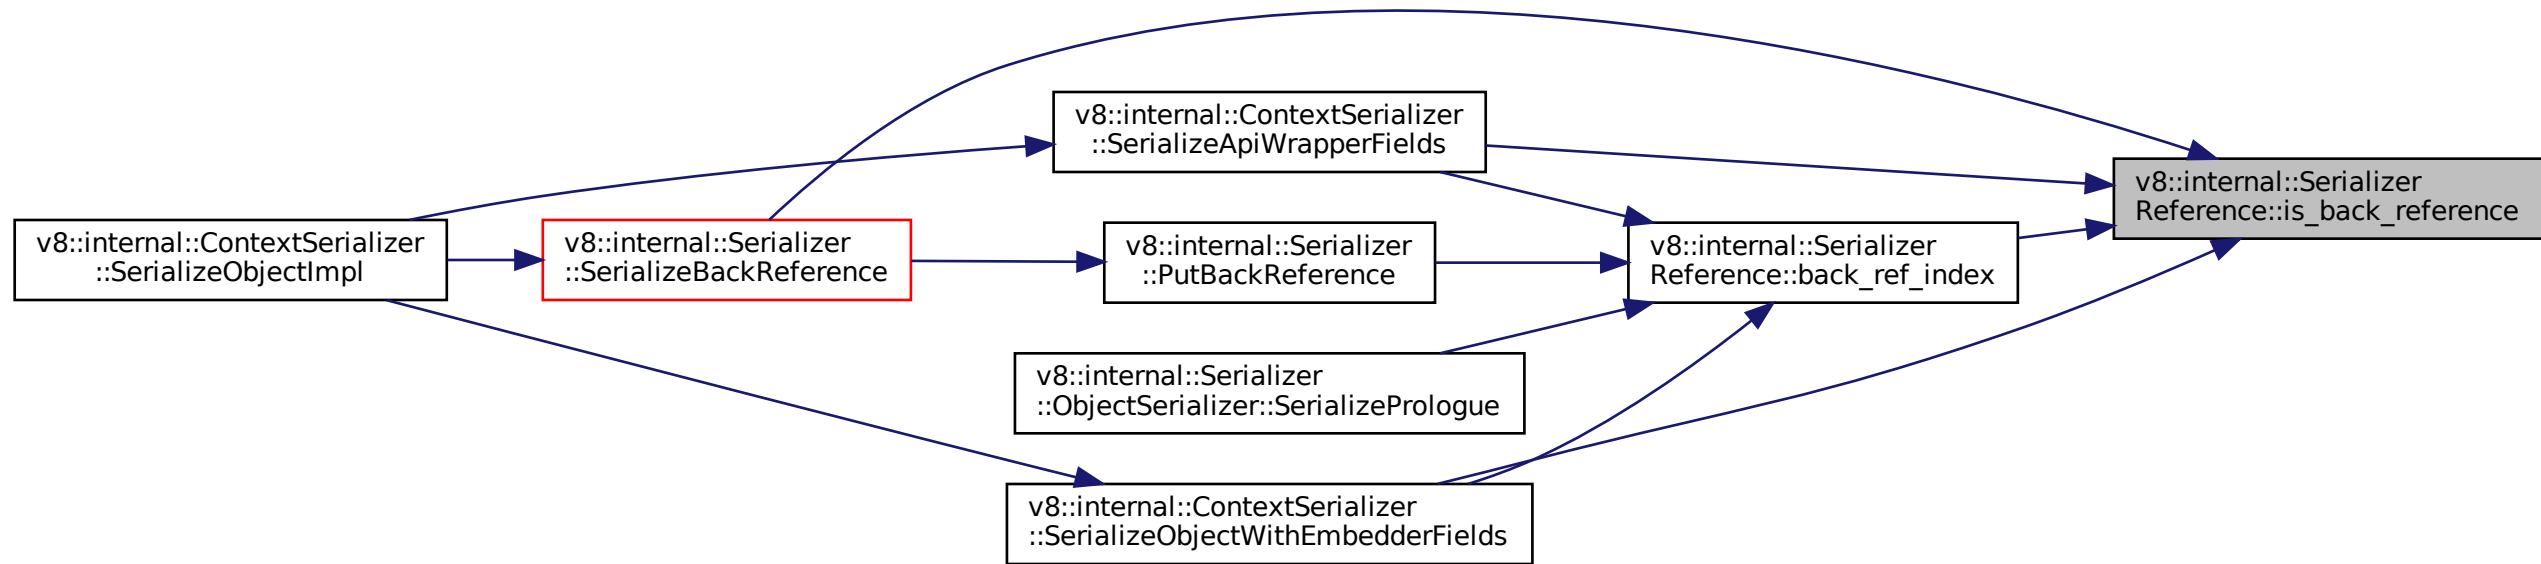 v8::internal::ContextSerializer
::SerializeApiWrapperFields
v8::internal::Serializer
Reference::is_back_reference
v8::internal::ContextSerializer
::SerializeObjectImpl
v8::internal::Serializer
::SerializeBackReference
v8::internal::Serializer
::PutBackReference
v8::internal::Serializer
Reference::back_ref_index
v8::internal::Serializer
::ObjectSerializer::SerializePrologue
v8::internal::ContextSerializer
::SerializeObjectWithEmbedderFields